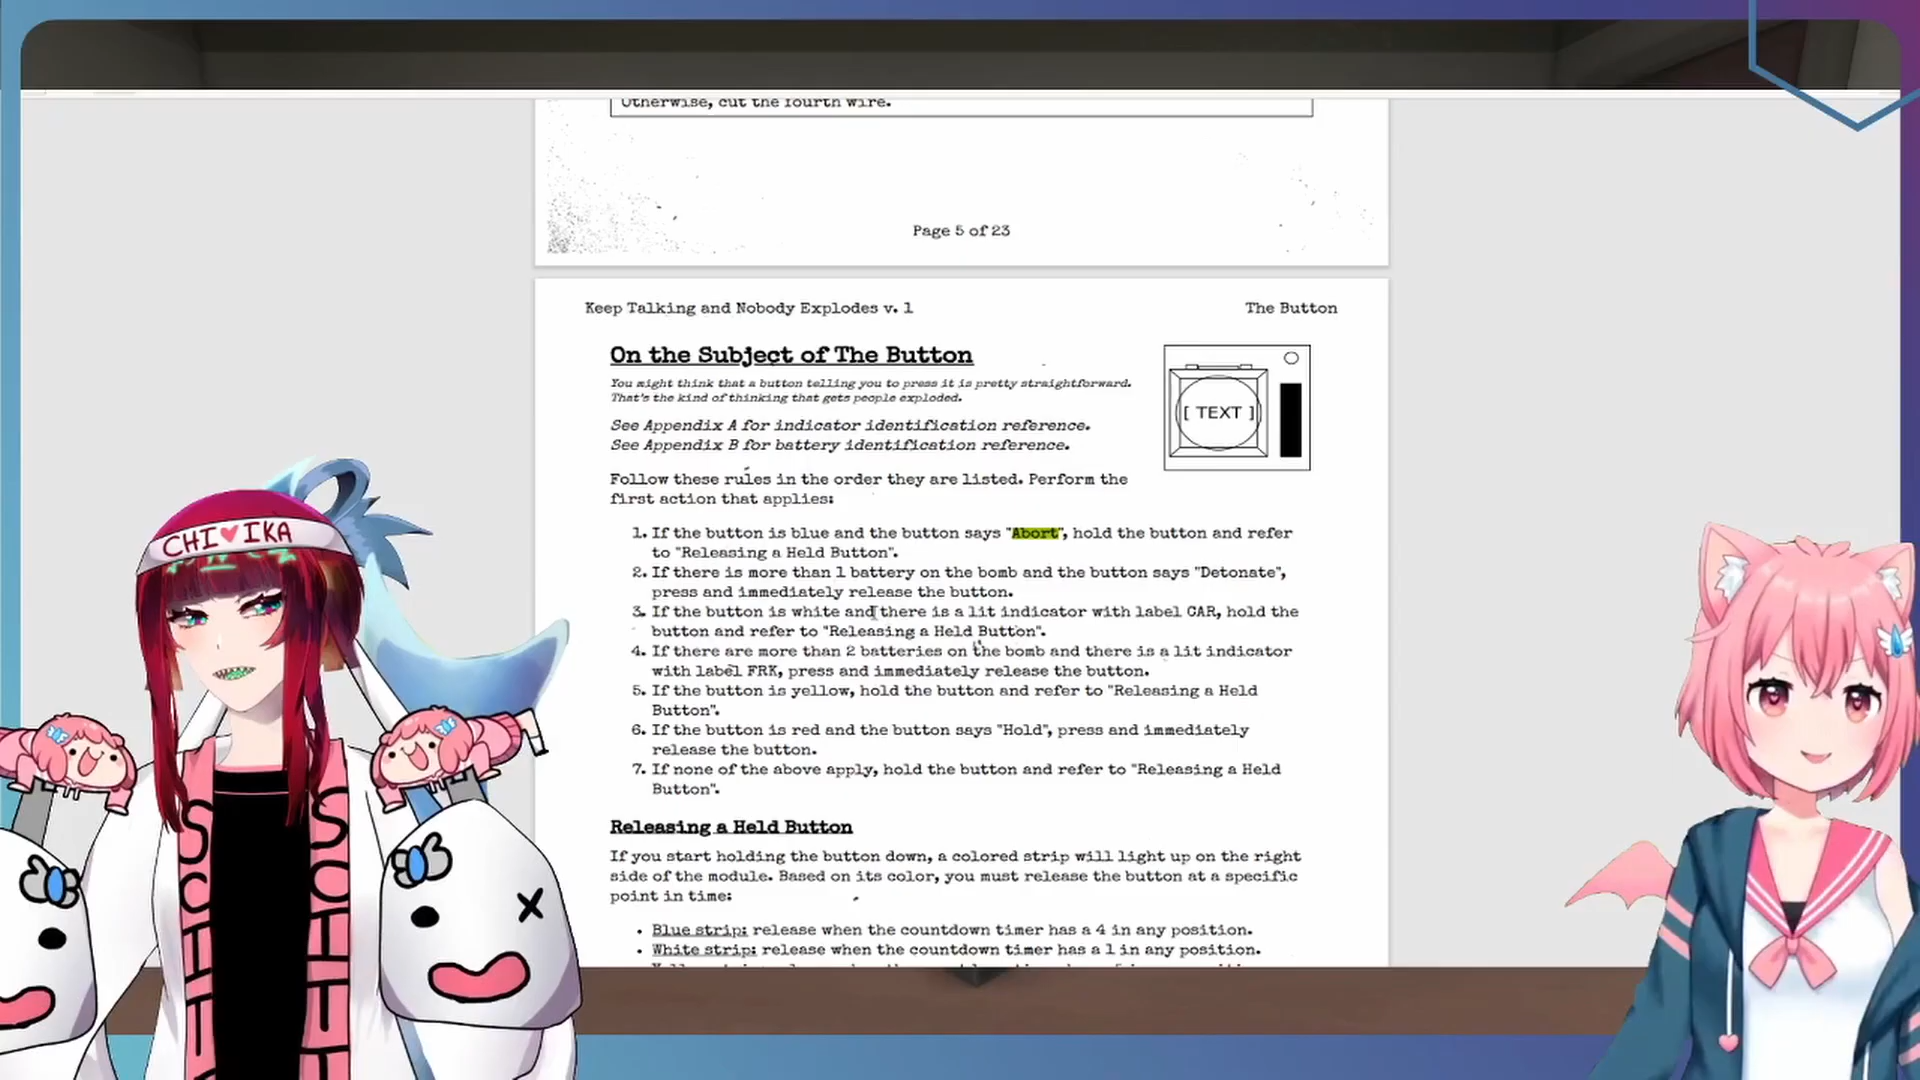 Otherwise, cut the fourth wire.
Page 5 of 23
Keep Talking and Nobody Explodes v. 1
The Button
On the Subject of The Button
You might think that a button telling you to press it is pretty straightforward.
That's the kind of thinking that gets people exploded.
See Appendix A for indicator identification reference.
See Appendix B for battery identification reference.
[ TEXT ]
Follow these rules in the order they are listed. Perform the
first action that applies:
1. If the button is blue and the button says "Abort", hold the button and refer
to "Releasing a Held Button".
2. If there is more than 1 battery on the bomb and the button says "Detonate",
press and immediately release the button.
3. If the button is white and there is a lit indicator with label CAR, hold the
button and refer to "Releasing a Held Button".
4. If there are more than 2 batteries on the bomb and there is a lit indicator
with label FRK, press and immediately release the button.
5. If the button is yellow, hold the button and refer to "Releasing a Held
Button".
6. If the button is red and the button says "Hold", press and immediately
release the button.
7. If none of the above apply, hold the button and refer to "Releasing a Held
Button".
Releasing a Held Button
If you start holding the button down, a colored strip will light up on the right
side of the module. Based on its color, you must release the button at a specific
point in time:
• Blue strip: release when the countdown timer has a 4 in any position.
• White strip: release when the countdown timer has a 1 in any position.
CHI♥IKA